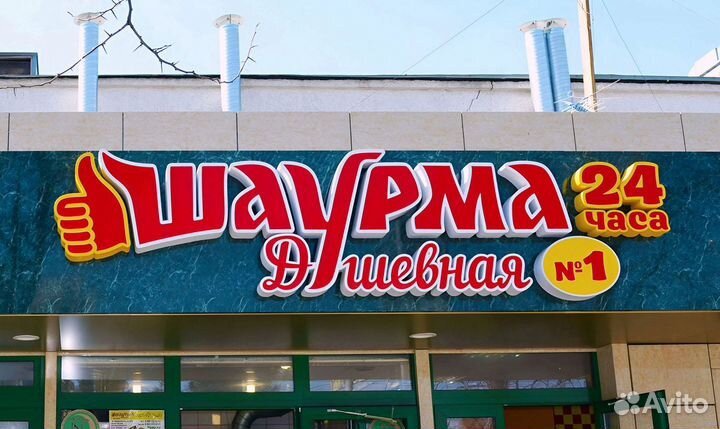 шаурма
24
часа
Душевная
№1
Avito